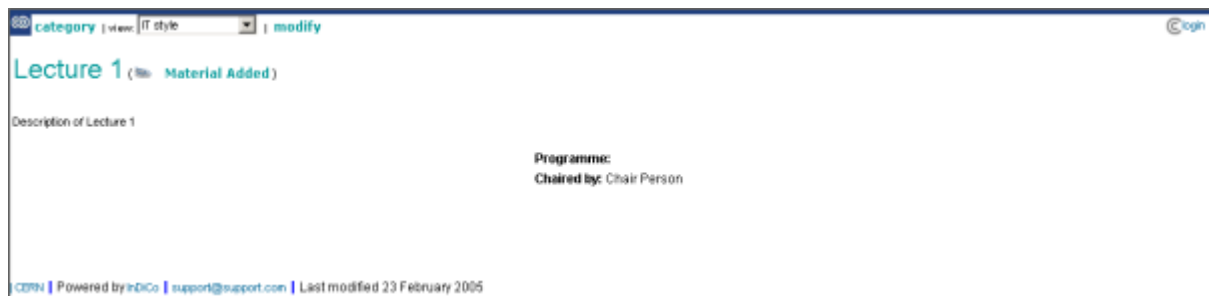 category | view: IT style | modify login
Lecture 1 ( Material Added )
Description of Lecture 1
Programme:
Chaired by: Chair Person
| CERN | Powered by InDiCo | support@support.com | Last modified 23 February 2005